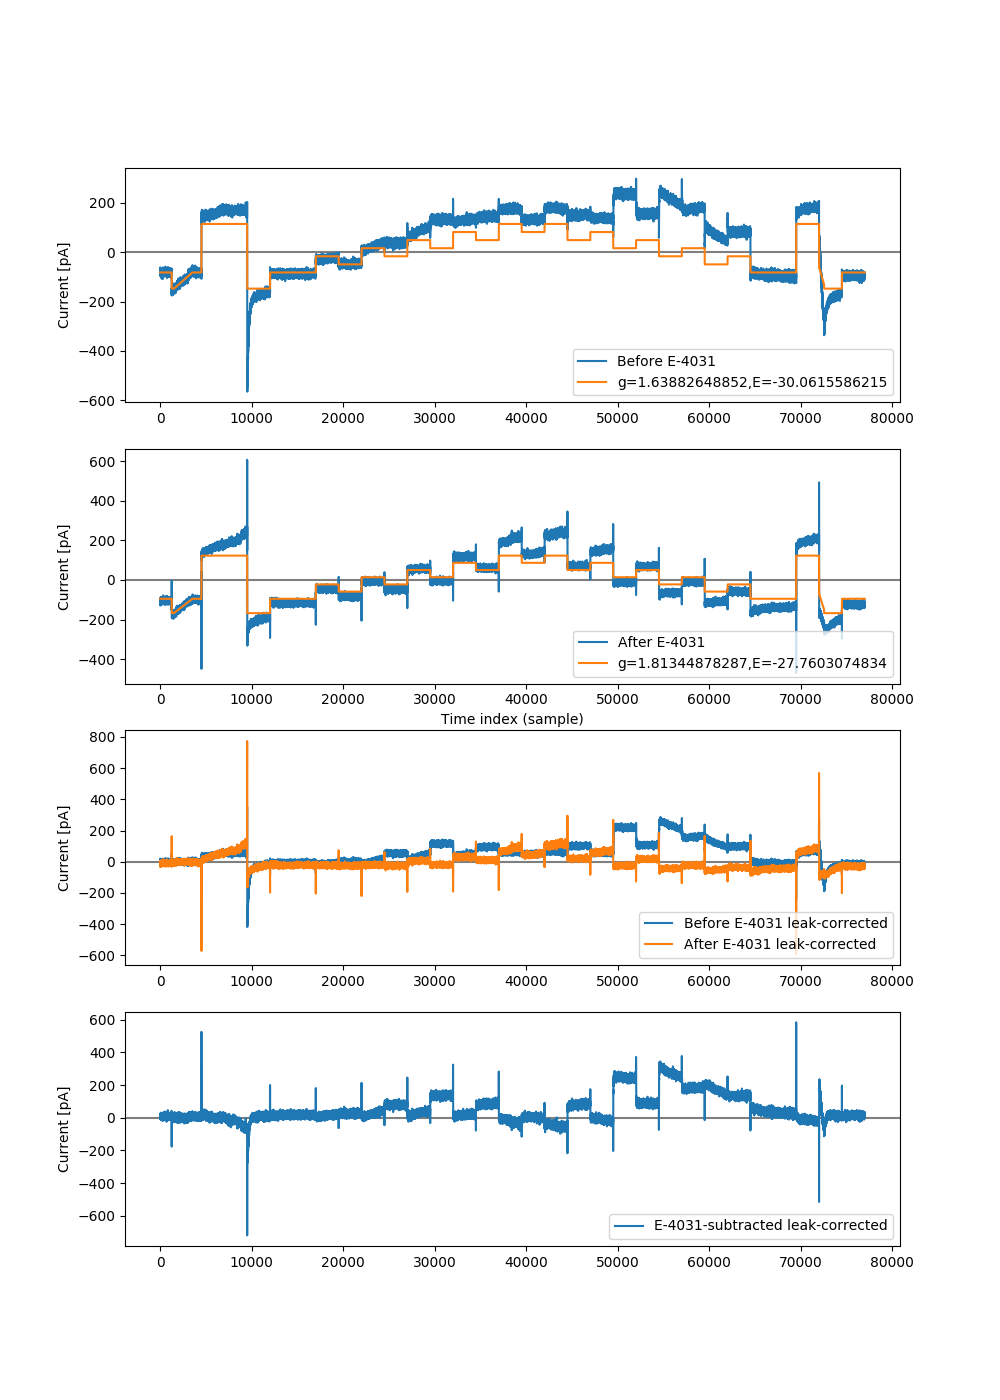 200
0
−200
−400
−600
Current [pA]
Before E-4031
g=1.63882648852,E=-30.0615586215
0 10000 20000 30000 40000 50000 60000 70000 80000
600
400
200
0
−200
−400
Current [pA]
After E-4031
g=1.81344878287,E=-27.7603074834
0 10000 20000 30000 40000 50000 60000 70000 80000
Time index (sample)
800
600
400
200
0
−200
−400
−600
Current [pA]
Before E-4031 leak-corrected
After E-4031 leak-corrected
0 10000 20000 30000 40000 50000 60000 70000 80000
600
400
200
0
−200
−400
−600
Current [pA]
E-4031-subtracted leak-corrected
0 10000 20000 30000 40000 50000 60000 70000 80000